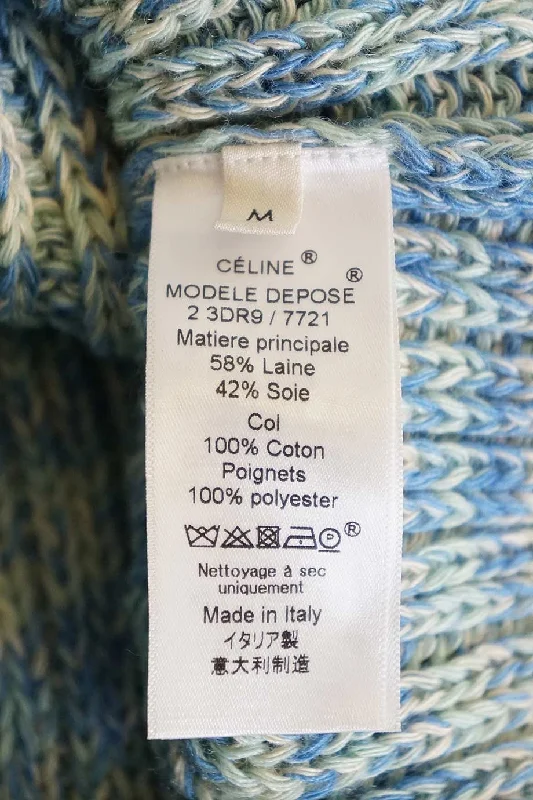 M
CÉLINE ®
MODELE DEPOSE ®
2 3DR9 / 7721
Matiere principale
58% Laine
42% Soie
Col
100% Coton
Poignets
100% polyester
P ®
Nettoyage à sec
uniquement
Made in Italy
イタリア製
意大利制造